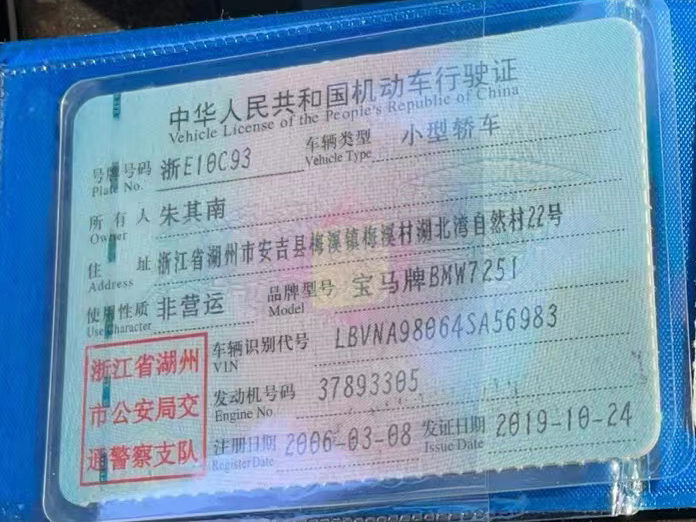 中华人民共和国机动车行驶证
Vehicle License of the People's Republic of China
号牌号码 浙E10C93 车辆类型 小型轿车
Plate No. Vehicle Type
所有人 朱其南
Owner
住址 浙江省湖州市安吉县梅溪镇梅溪村湖北湾自然村22号
Address
使用性质 非营运 品牌型号 宝马牌BMW7251
Use Character Model
浙江省湖州
市公安局交
通警察支队
车辆识别代号 LBVNA98064SA56983
VIN
发动机号码 37893305
Engine No.
注册日期 2006-03-08 发证日期 2019-10-24
Register Date Issue Date